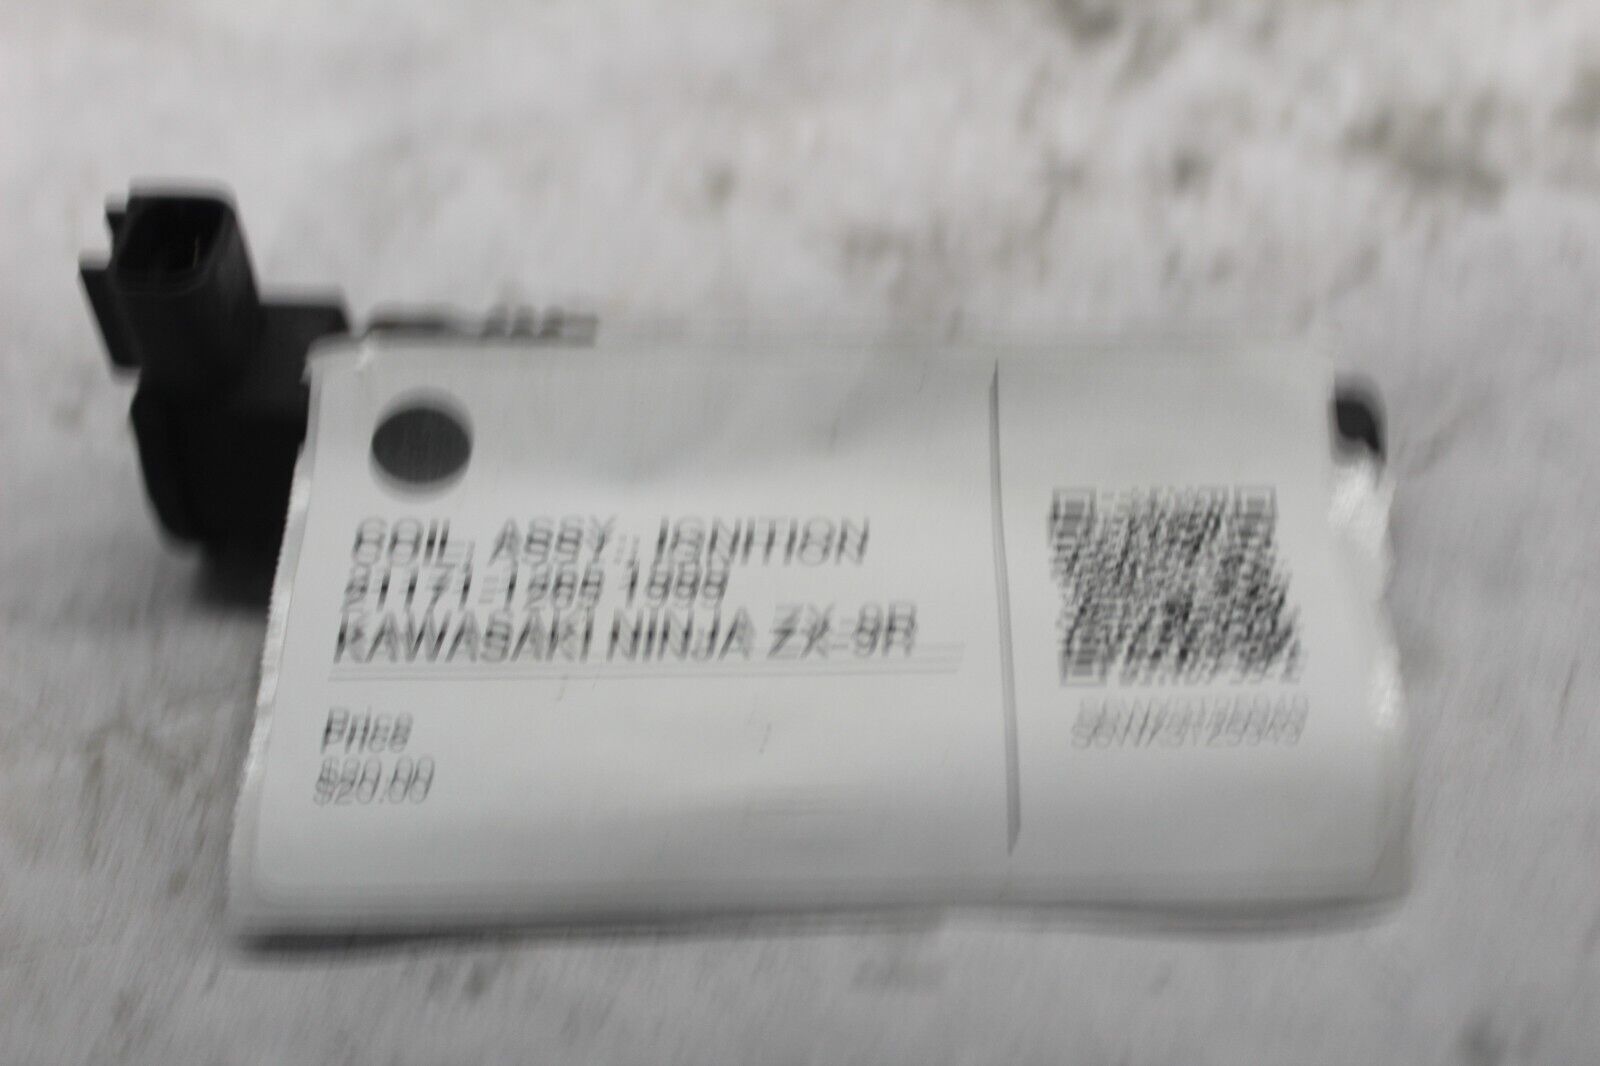 COIL, ASSY., IGNITION
21171-1265 1999
KAWASAKI NINJA ZX-9R
Price
$20.00